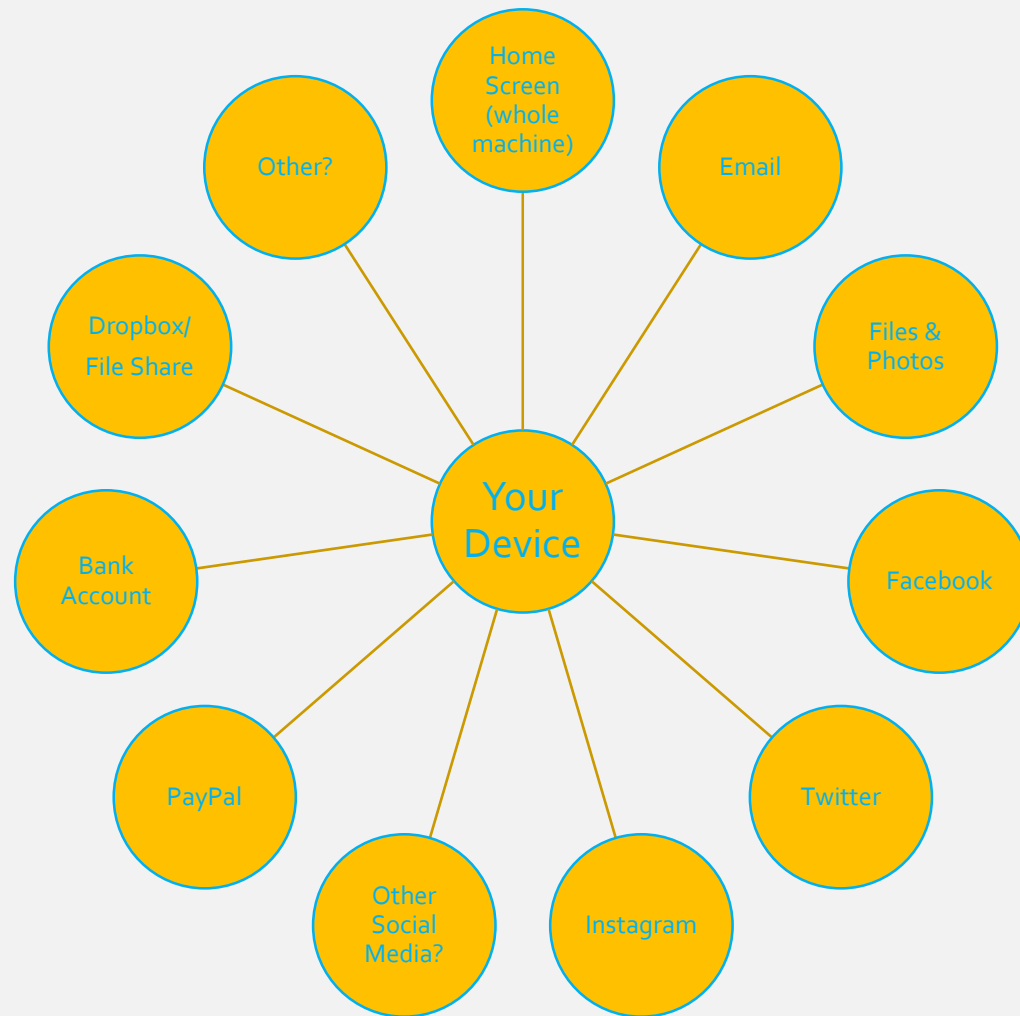 Home
Screen
(whole
machine)
Other?
Email
Dropbox/
File Share
Files &
Photos
Your
Device
Bank
Account
Facebook
PayPal
Twitter
Other
Social
Media?
Instagram